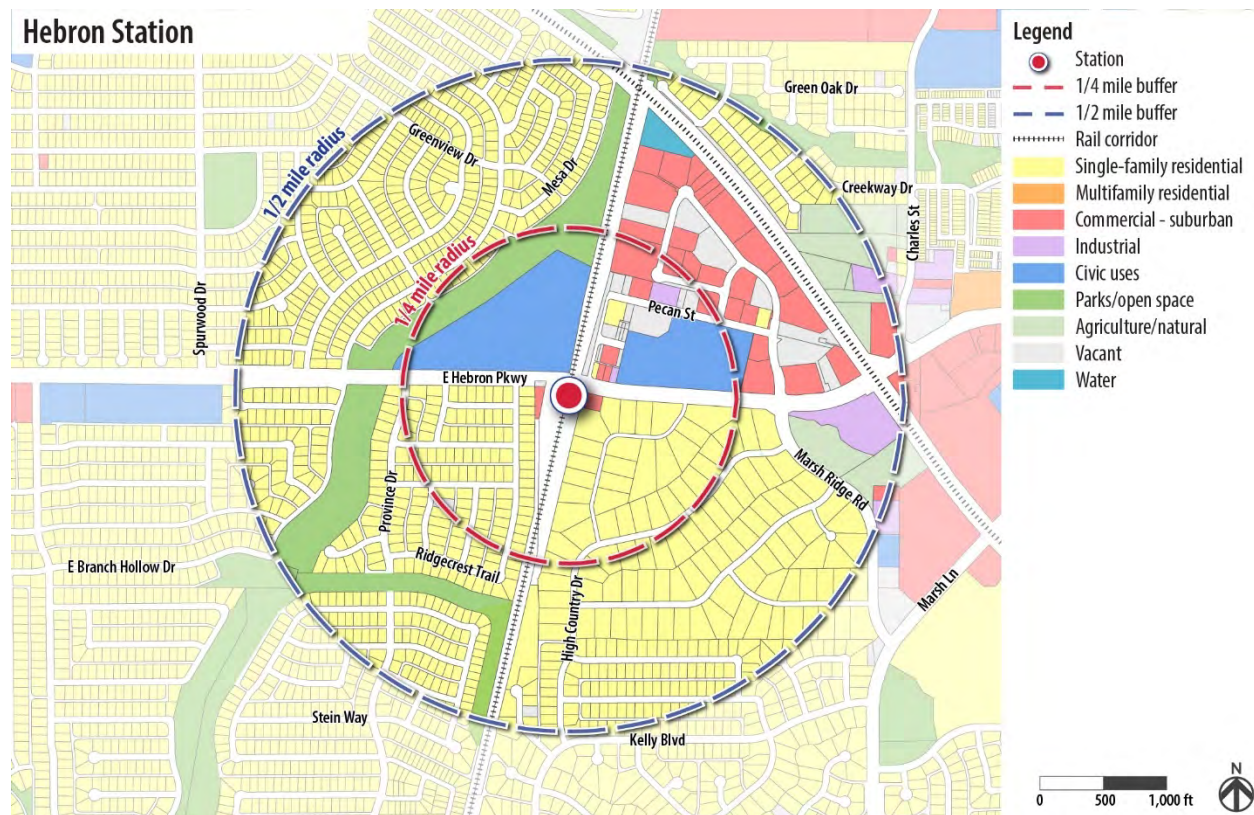 Hebron Station
Legend
Station
1/4 mile buffer
1/2 mile buffer
Rail corridor
Single-family residential
Multifamily residential
Commercial - suburban
Industrial
Civic uses
Parks/open space
Agriculture/natural
Vacant
Water
Green Oak Dr
Greenview Dr
1/2 mile radius
Mesa Dr
Creekway Dr
Charles St
1/4 mile radius
Spurwood Dr
Pecan St
E Hebron Pkwy
Marsh Ridge Rd
Province Dr
Ridgecrest Trail
E Branch Hollow Dr
High Country Dr
Marsh Ln
Stein Way
Kelly Blvd
N
0 500 1,000 ft